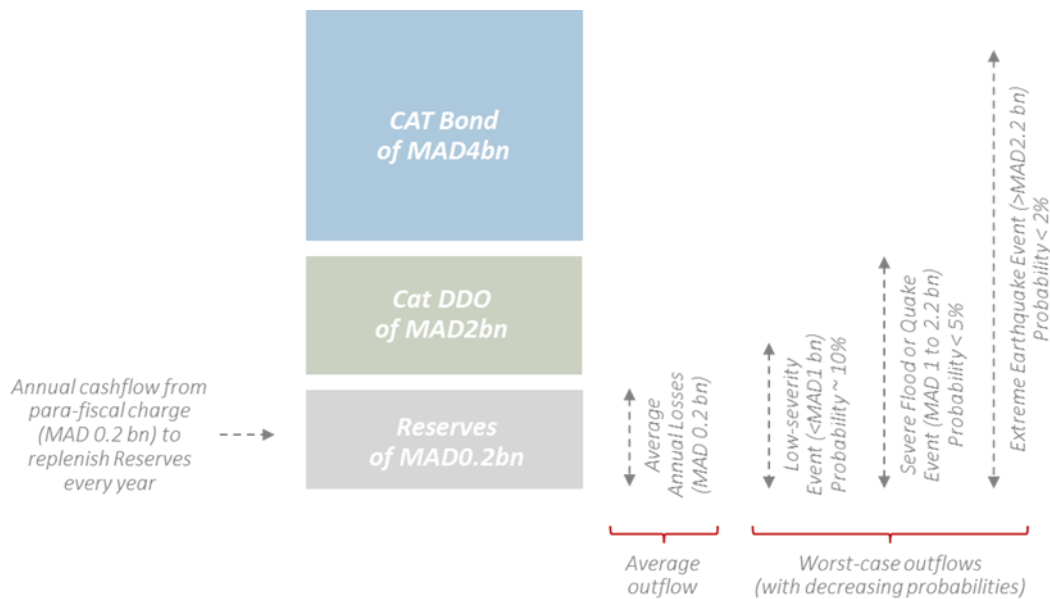 CAT Bond
of MAD4bn
Cat DDO
of MAD2bn
Annual cashflow from
para-fiscal charge
(MAD 0.2 bn) to
replenish Reserves
every year
Reserves
of MAD0.2bn
Average
Annual Losses
(MAD 0.2 bn)
Low-severity
Event (<MAD1 bn)
Probability ~ 10%
Severe Flood or Quake
Event (MAD 1 to 2.2 bn)
Probability < 5%
Extreme Earthquake Event (>MAD2.2 bn)
Probability < 2%
Average
outflow
Worst-case outflows
(with decreasing probabilities)